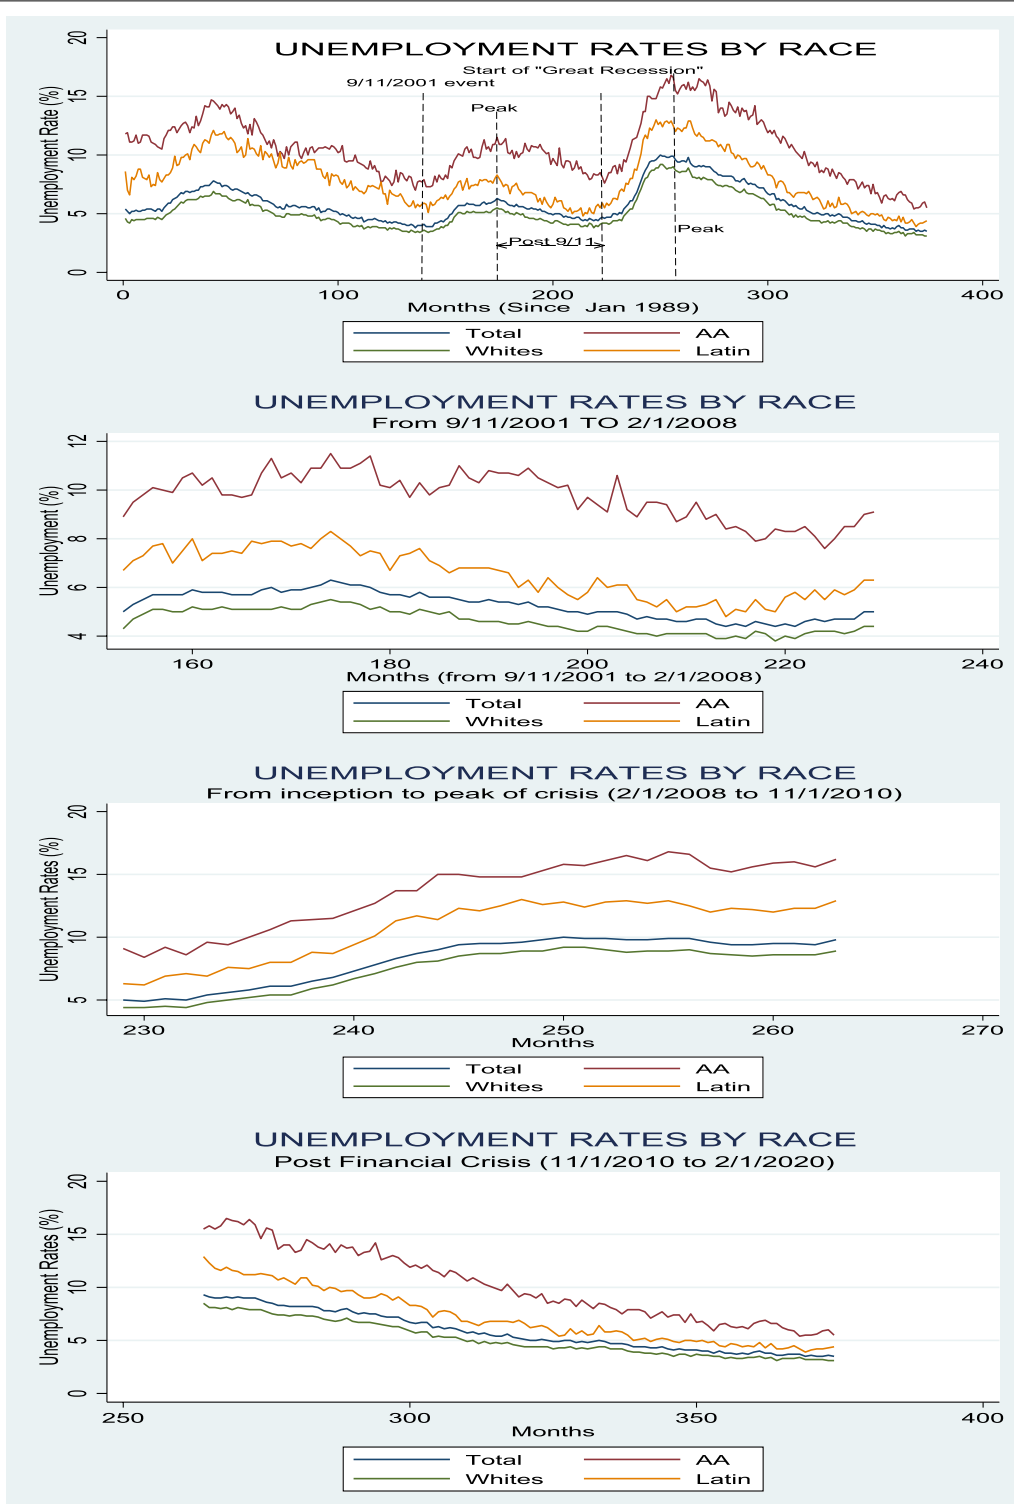 UNEMPLOYMENT RATES BY RACE
Start of "Great Recession"
9/11/2001 event
Peak
Unemployment Rate (%)
20
15
10
5
0
Peak
Post 9/11
0 100 200 300 400
Months (Since Jan 1989)
Total AA
Whites Latin
UNEMPLOYMENT RATES BY RACE
From 9/11/2001 TO 2/1/2008
Unemployment (%)
12
10
8
6
4
160 180 200 220 240
Months (from 9/11/2001 to 2/1/2008)
Total AA
Whites Latin
UNEMPLOYMENT RATES BY RACE
From inception to peak of crisis (2/1/2008 to 11/1/2010)
Unemployment Rates (%)
20
15
10
5
230 240 250 260 270
Months
Total AA
Whites Latin
UNEMPLOYMENT RATES BY RACE
Post Financial Crisis (11/1/2010 to 2/1/2020)
Unemployment Rates (%)
20
15
10
5
0
250 300 350 400
Months
Total AA
Whites Latin